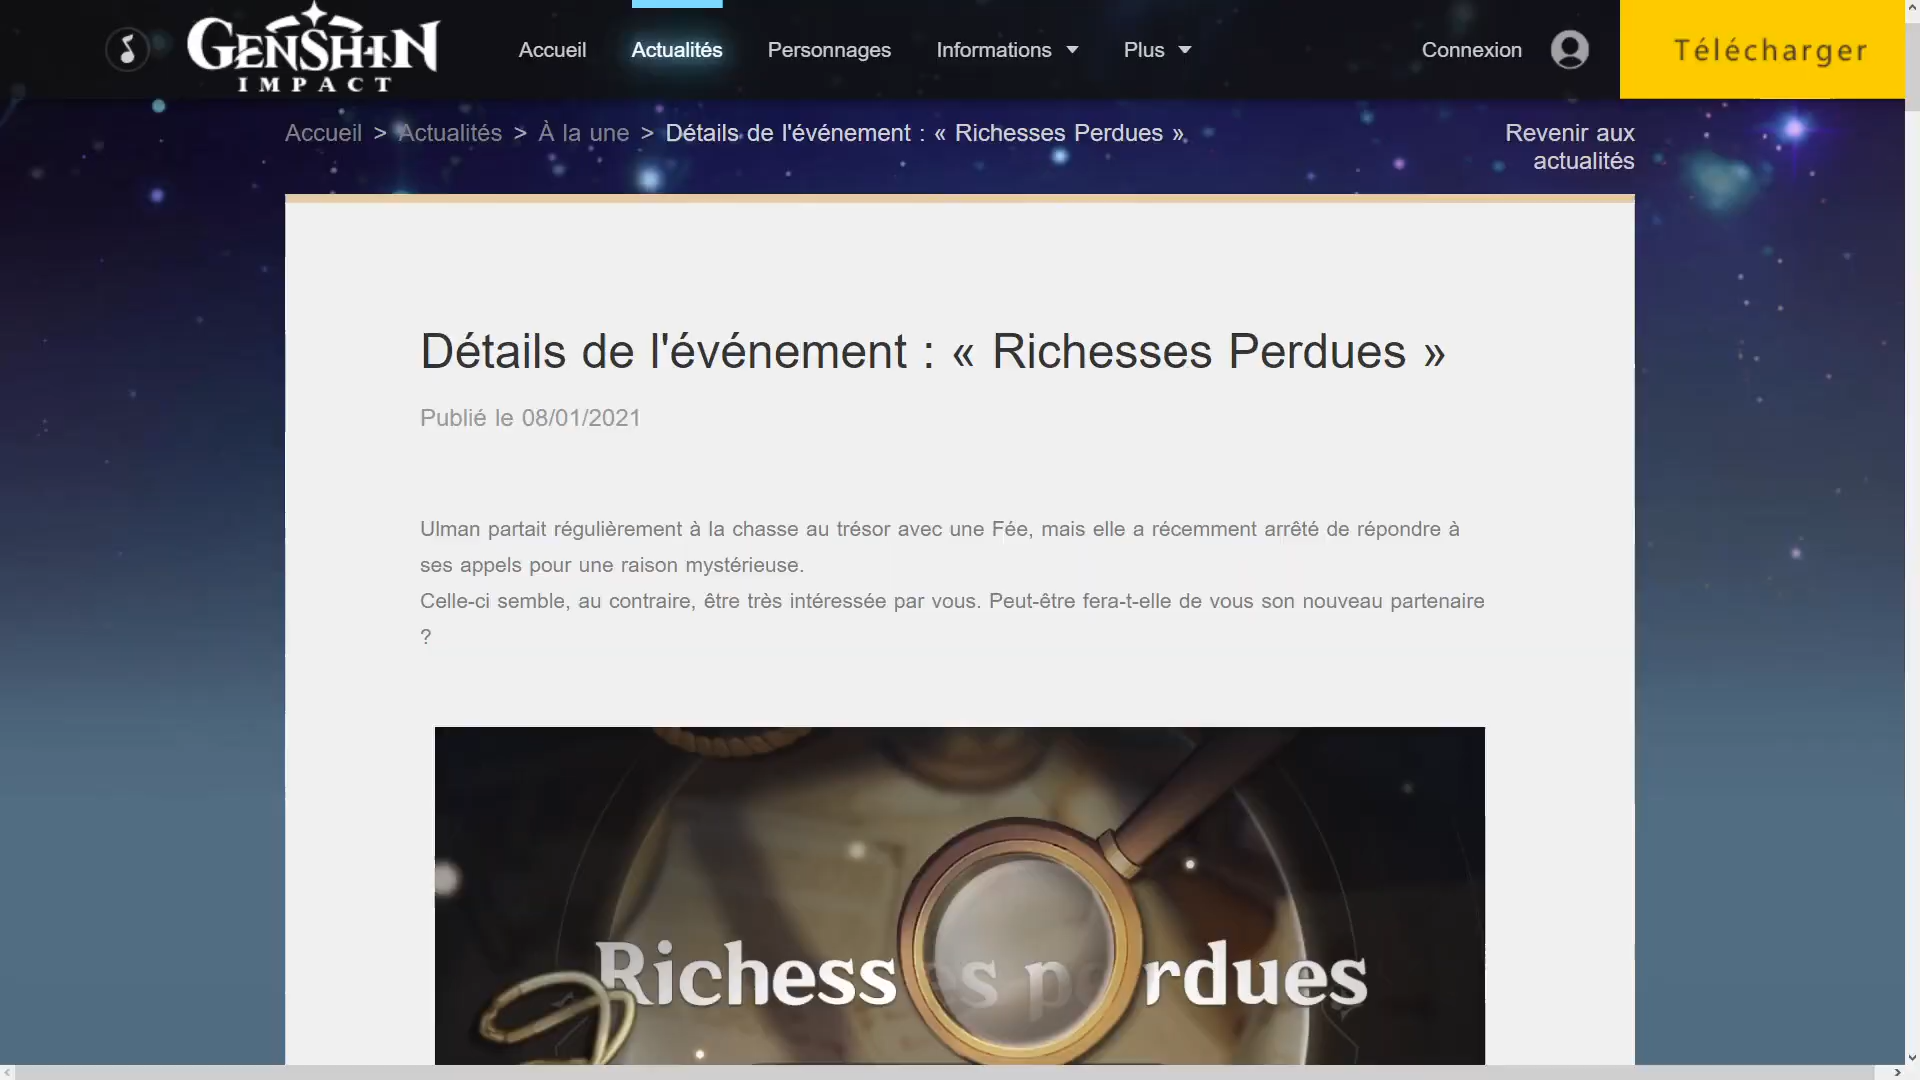 GENSHIN
IMPACT
Accueil
Actualités
Personnages
Informations
Plus
Connexion
Télécharger
Accueil > Actualités > À la une > Détails de l'événement : « Richesses Perdues »
Revenir aux
actualités
Détails de l'événement : « Richesses Perdues »
Publié le 08/01/2021
Ulman partait régulièrement à la chasse au trésor avec une Fée, mais elle a récemment arrêté de répondre à
ses appels pour une raison mystérieuse.
Celle-ci semble, au contraire, être très intéressée par vous. Peut-être fera-t-elle de vous son nouveau partenaire
?
Richesses perdues